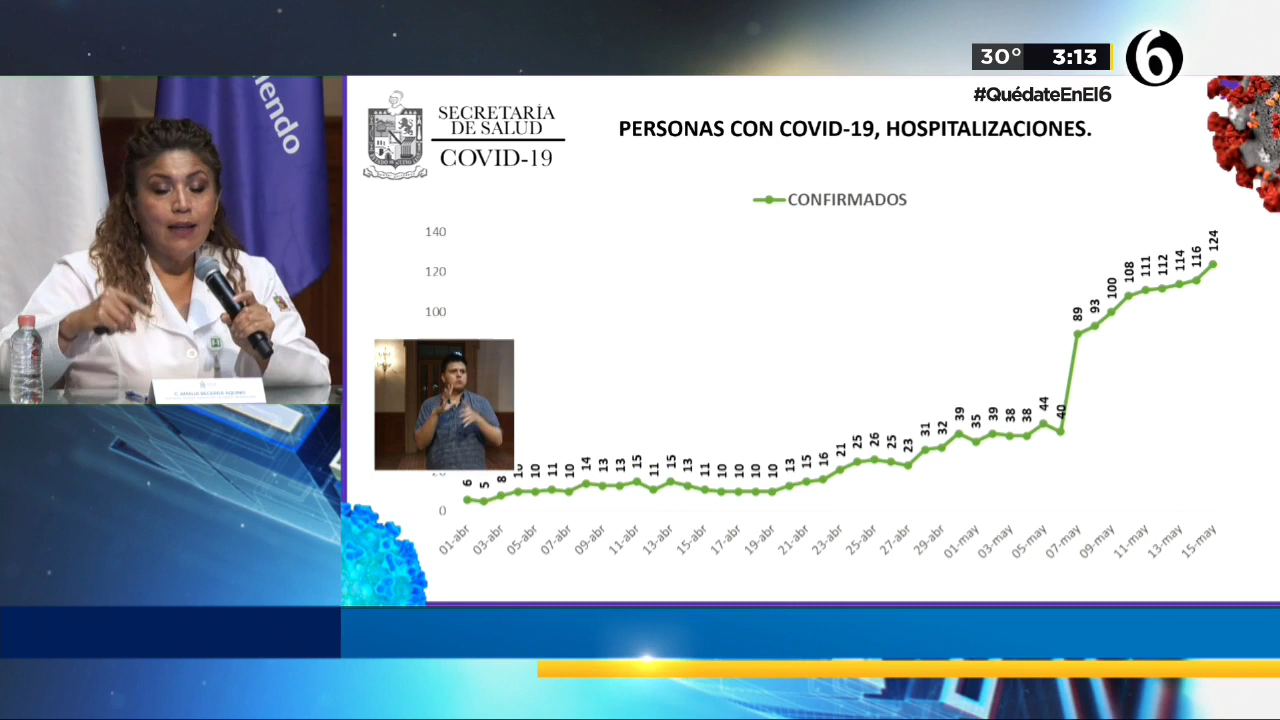 30° 3:13 6
#QuédateEnEl6
niendo
SECRETARÍA
DE SALUD
COVID-19
PERSONAS CON COVID-19, HOSPITALIZACIONES.
CONFIRMADOS
140
120
100
20
0
6 5 8 10 10 11 10 14 13 13 15 11 15 13 11 10 10 10 10 13 15 16 21 25 26 25 23 31 32 39 35 39 38 38 44 40 89 93 100 108 111 112 114 116 124
01-abr 03-abr 05-abr 07-abr 09-abr 11-abr 13-abr 15-abr 17-abr 19-abr 21-abr 23-abr 25-abr 27-abr 29-abr 01-may 03-may 05-may 07-may 09-may 11-may 13-may 15-may